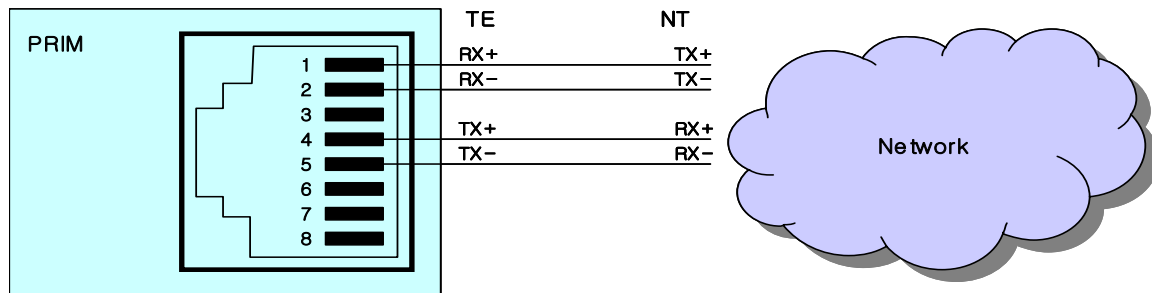 TE NT
PRIM
1 RX+ TX+
2 RX- TX-
3
4 TX+ RX+
5 TX- RX-
6
7
8
Network